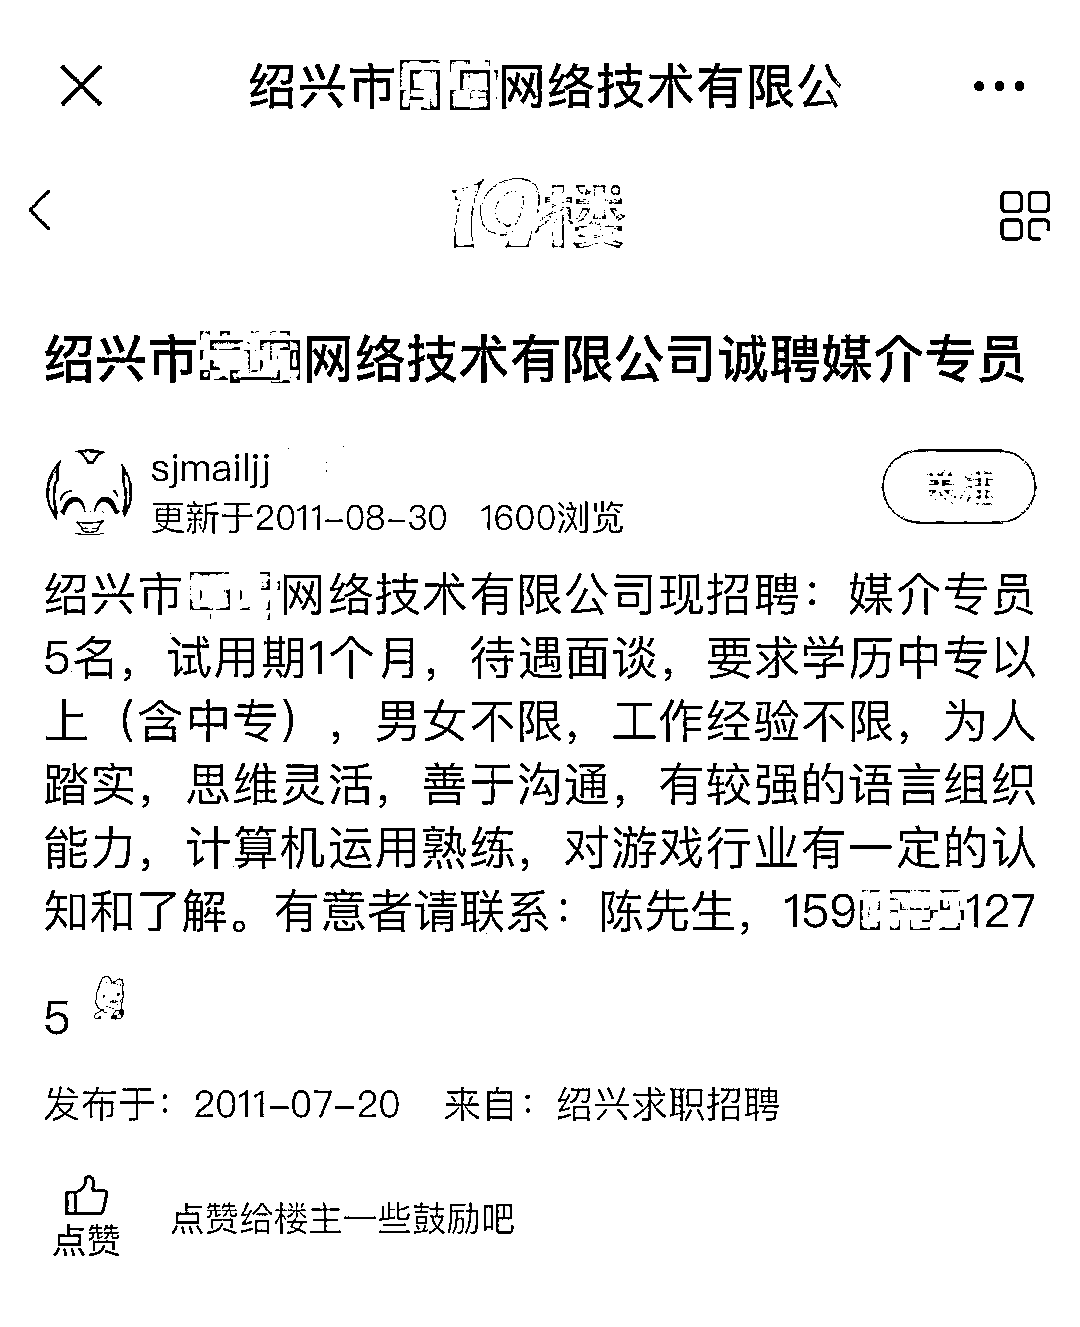 绍兴市网络技术有限公
19楼
绍兴市网络技术有限公司诚聘媒介专员
sjmailjj
更新于2011-08-30 1600浏览
绍兴市网络技术有限公司现招聘：媒介专员
5名，试用期1个月，待遇面谈，要求学历中专以
上（含中专），男女不限，工作经验不限，为人
踏实，思维灵活，善于沟通，有较强的语言组织
能力，计算机运用熟练，对游戏行业有一定的认
知和了解。有意者请联系：陈先生，159 127
5
发布于：2011-07-20 来自：绍兴求职招聘
点赞 点赞给楼主一些鼓励吧